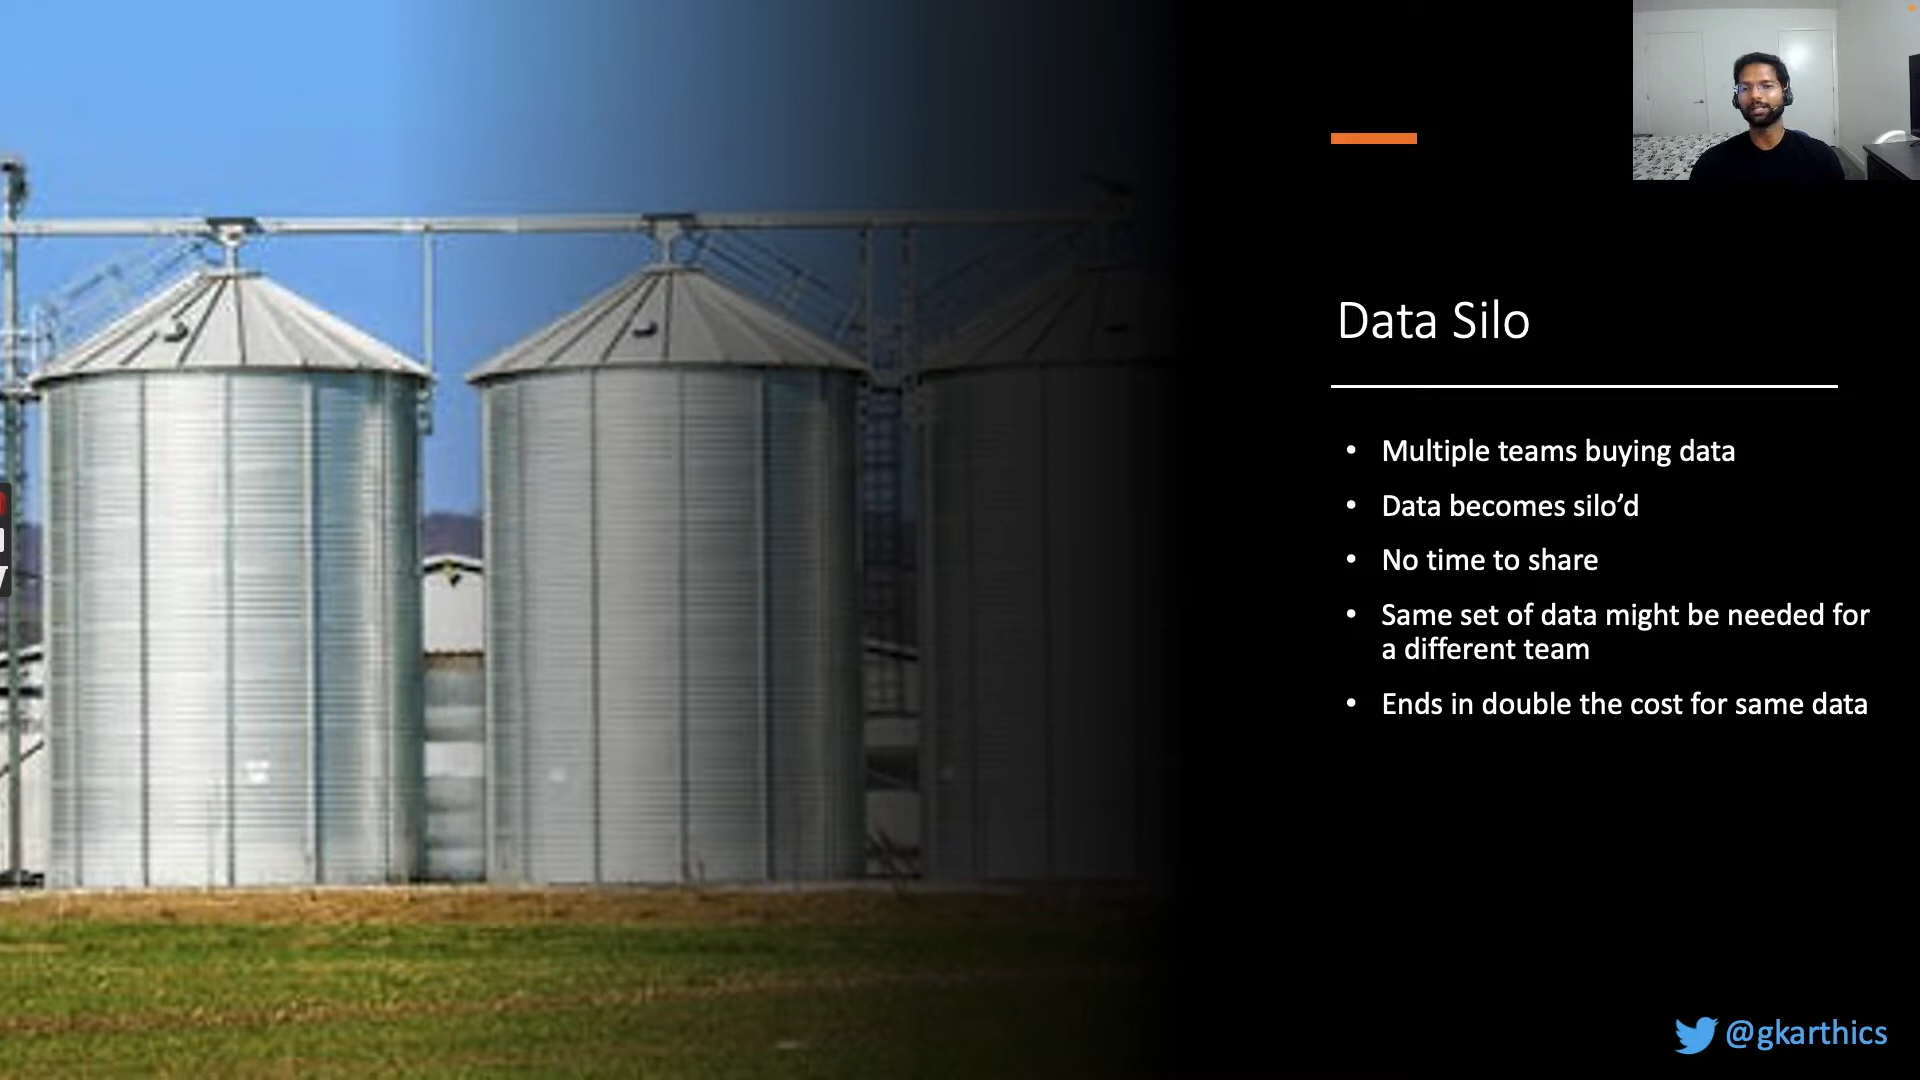 Data Silo
• Multiple teams buying data
• Data becomes silo’d
• No time to share
• Same set of data might be needed for
a different team
• Ends in double the cost for same data
@gkarthics